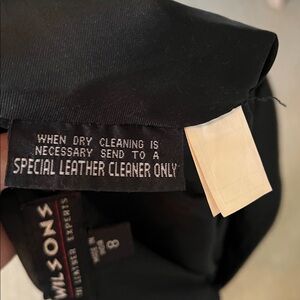 WHEN DRY CLEANING IS
NECESSARY SEND TO A
SPECIAL LEATHER CLEANER ONLY
WILSONS
LEATHER EXPERTS
8